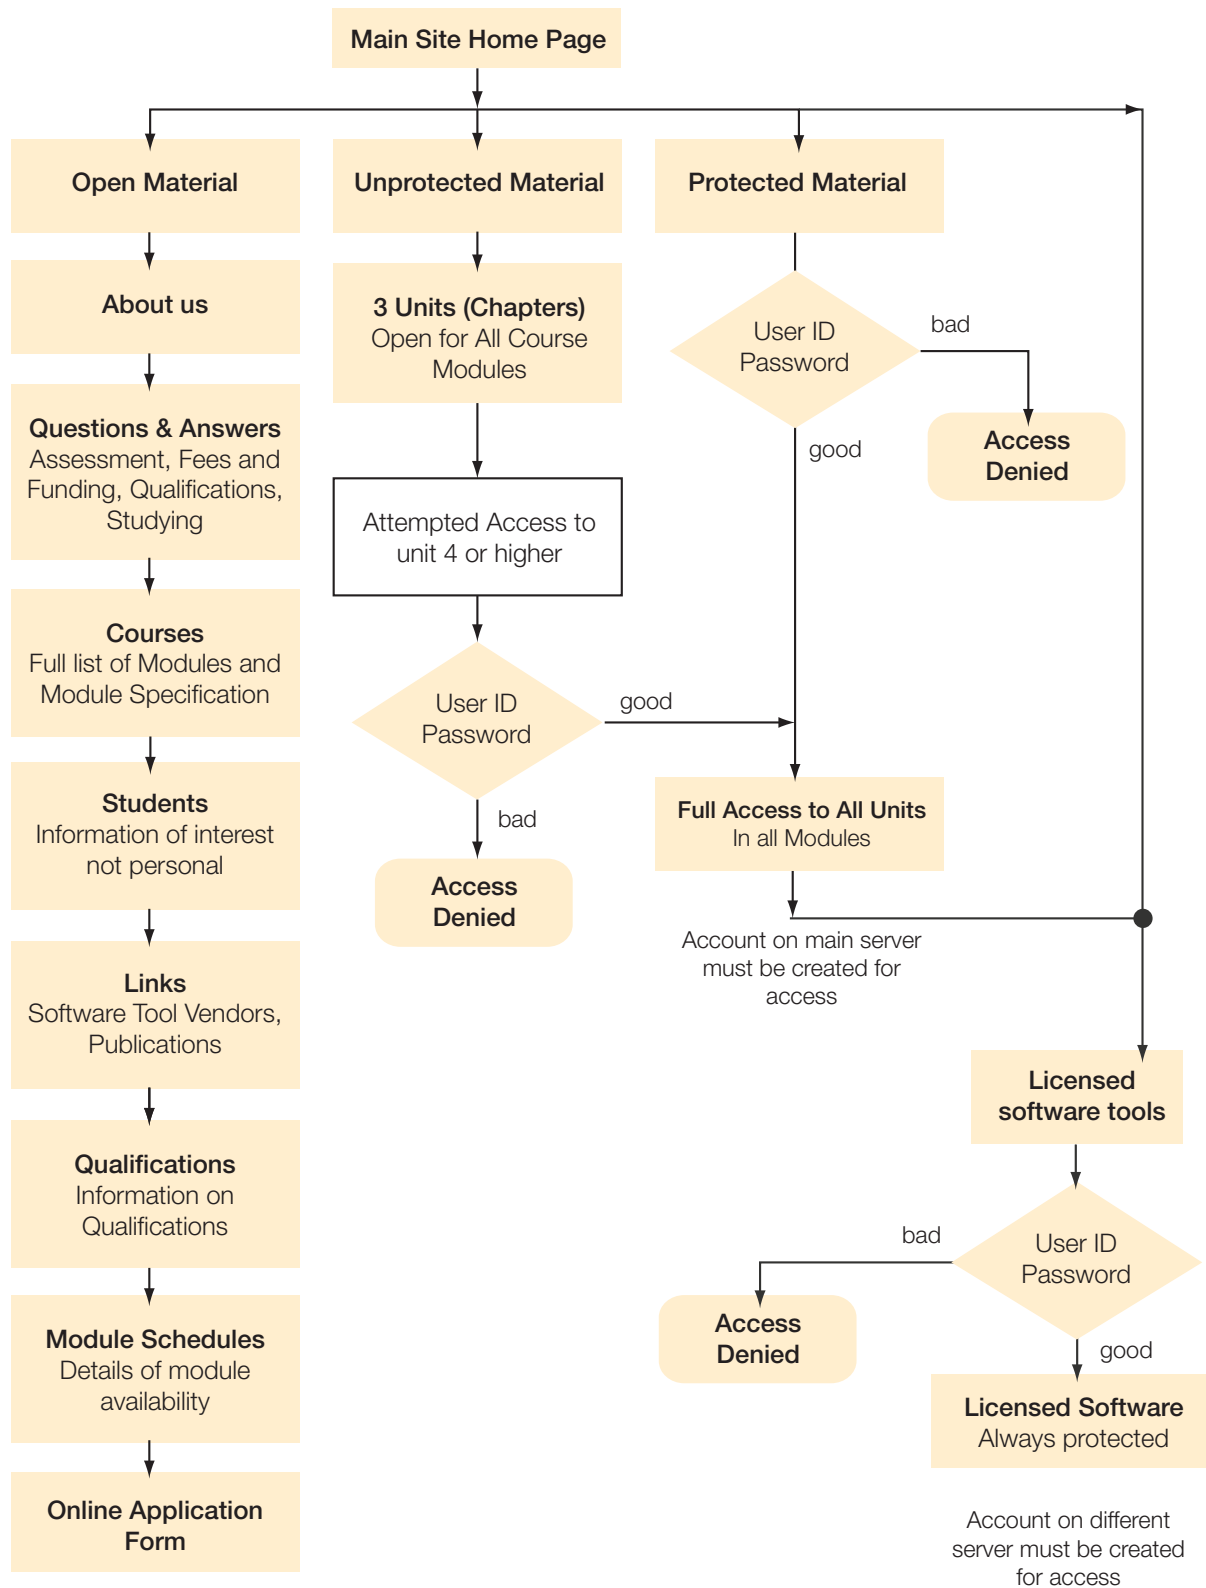 Main Site Home Page
Open Material
About us
Questions & Answers
Assessment, Fees and
Funding, Qualifications,
Studying
Courses
Full list of Modules and
Module Specification
Students
Information of interest
not personal
Links
Software Tool Vendors,
Publications
Qualifications
Information on
Qualifications
Module Schedules
Details of module
availability
Online Application
Form
Unprotected Material
3 Units (Chapters)
Open for All Course
Modules
Attempted Access to
unit 4 or higher
User ID
Password
good
bad
Access
Denied
Protected Material
User ID
Password
bad
Access
Denied
good
Full Access to All Units
In all Modules
Account on main server
must be created for
access
Licensed
software tools
User ID
Password
bad
Access
Denied
good
Licensed Software
Always protected
Account on different
server must be created
for access